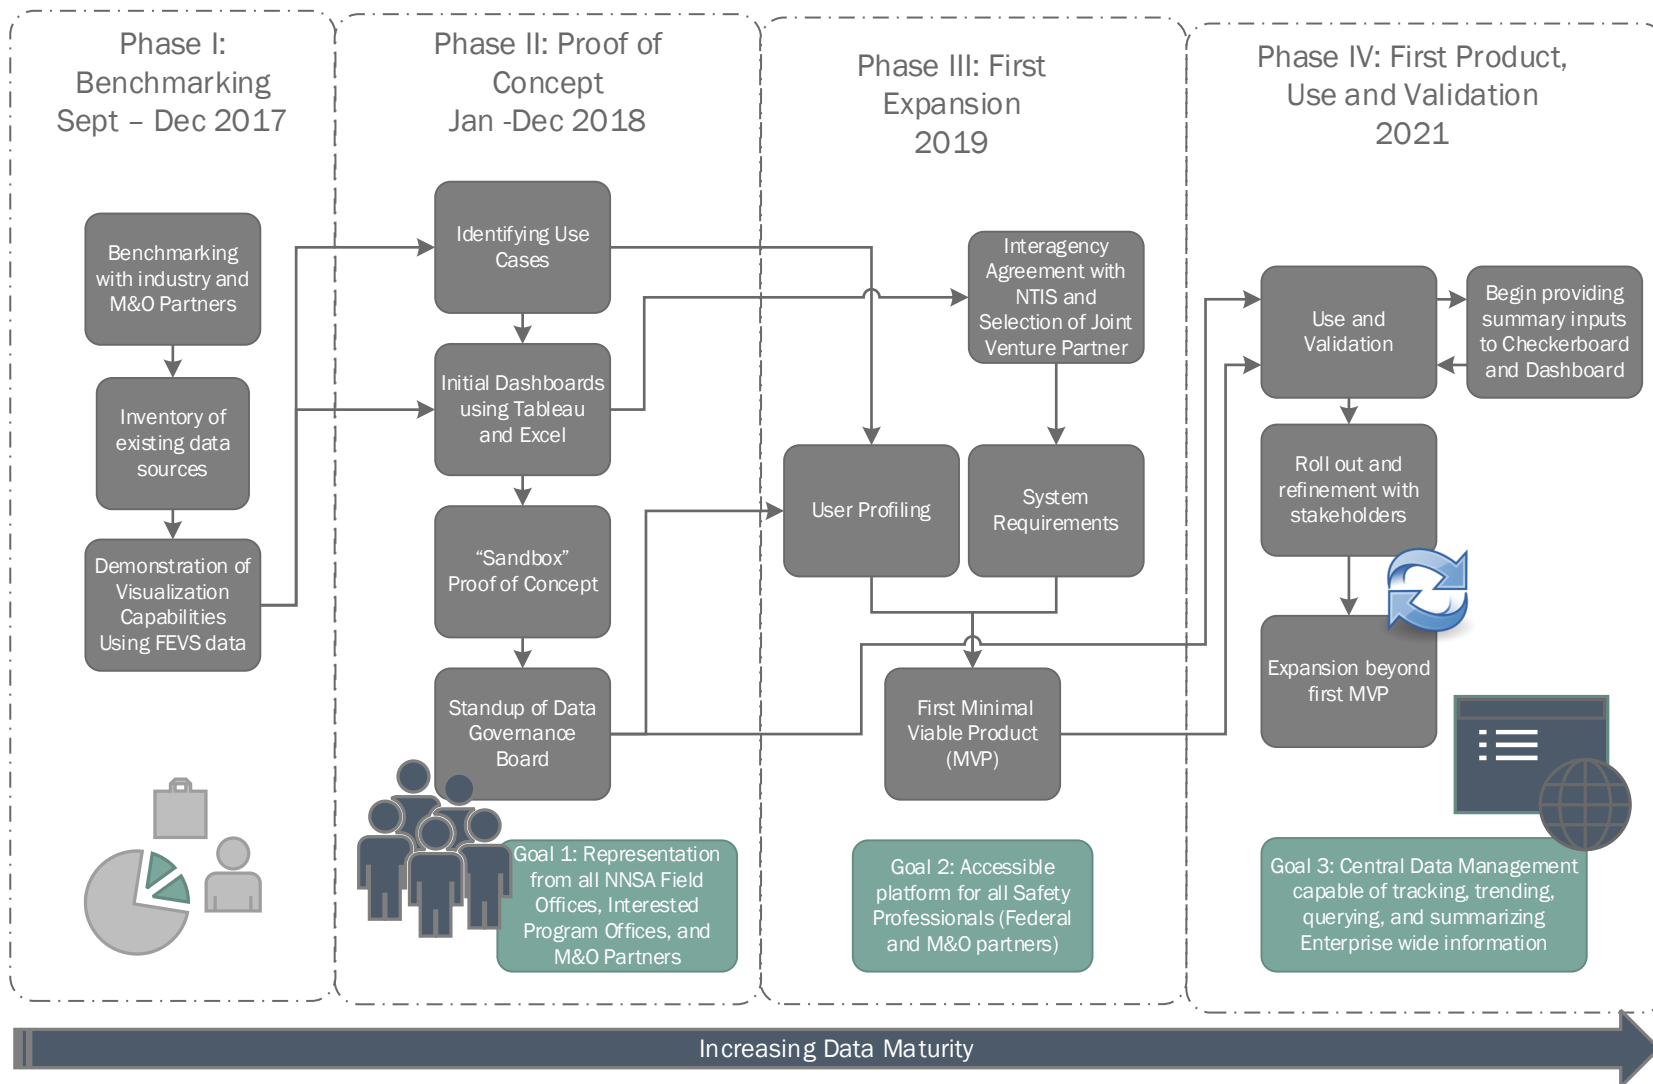 Phase I:
Benchmarking
Sept – Dec 2017
Benchmarking
with industry and
M&O Partners
Inventory of
existing data
sources
Demonstration of
Visualization
Capabilities
Using FEVS data
Phase II: Proof of
Concept
Jan -Dec 2018
Identifying Use
Cases
Initial Dashboards
using Tableau
and Excel
“Sandbox”
Proof of Concept
Standup of Data
Governance
Board
Goal 1: Representation
from all NNSA Field
Offices, Interested
Program Offices, and
M&O Partners
Phase III: First
Expansion
2019
Interagency
Agreement with
NTIS and
Selection of Joint
Venture Partner
User Profiling
System
Requirements
First Minimal
Viable Product
(MVP)
Goal 2: Accessible
platform for all Safety
Professionals (Federal
and M&O partners)
Phase IV: First Product,
Use and Validation
2021
Use and
Validation
Begin providing
summary inputs
to Checkerboard
and Dashboard
Roll out and
refinement with
stakeholders
Expansion beyond
first MVP
Goal 3: Central Data Management
capable of tracking, trending,
querying, and summarizing
Enterprise wide information
Increasing Data Maturity